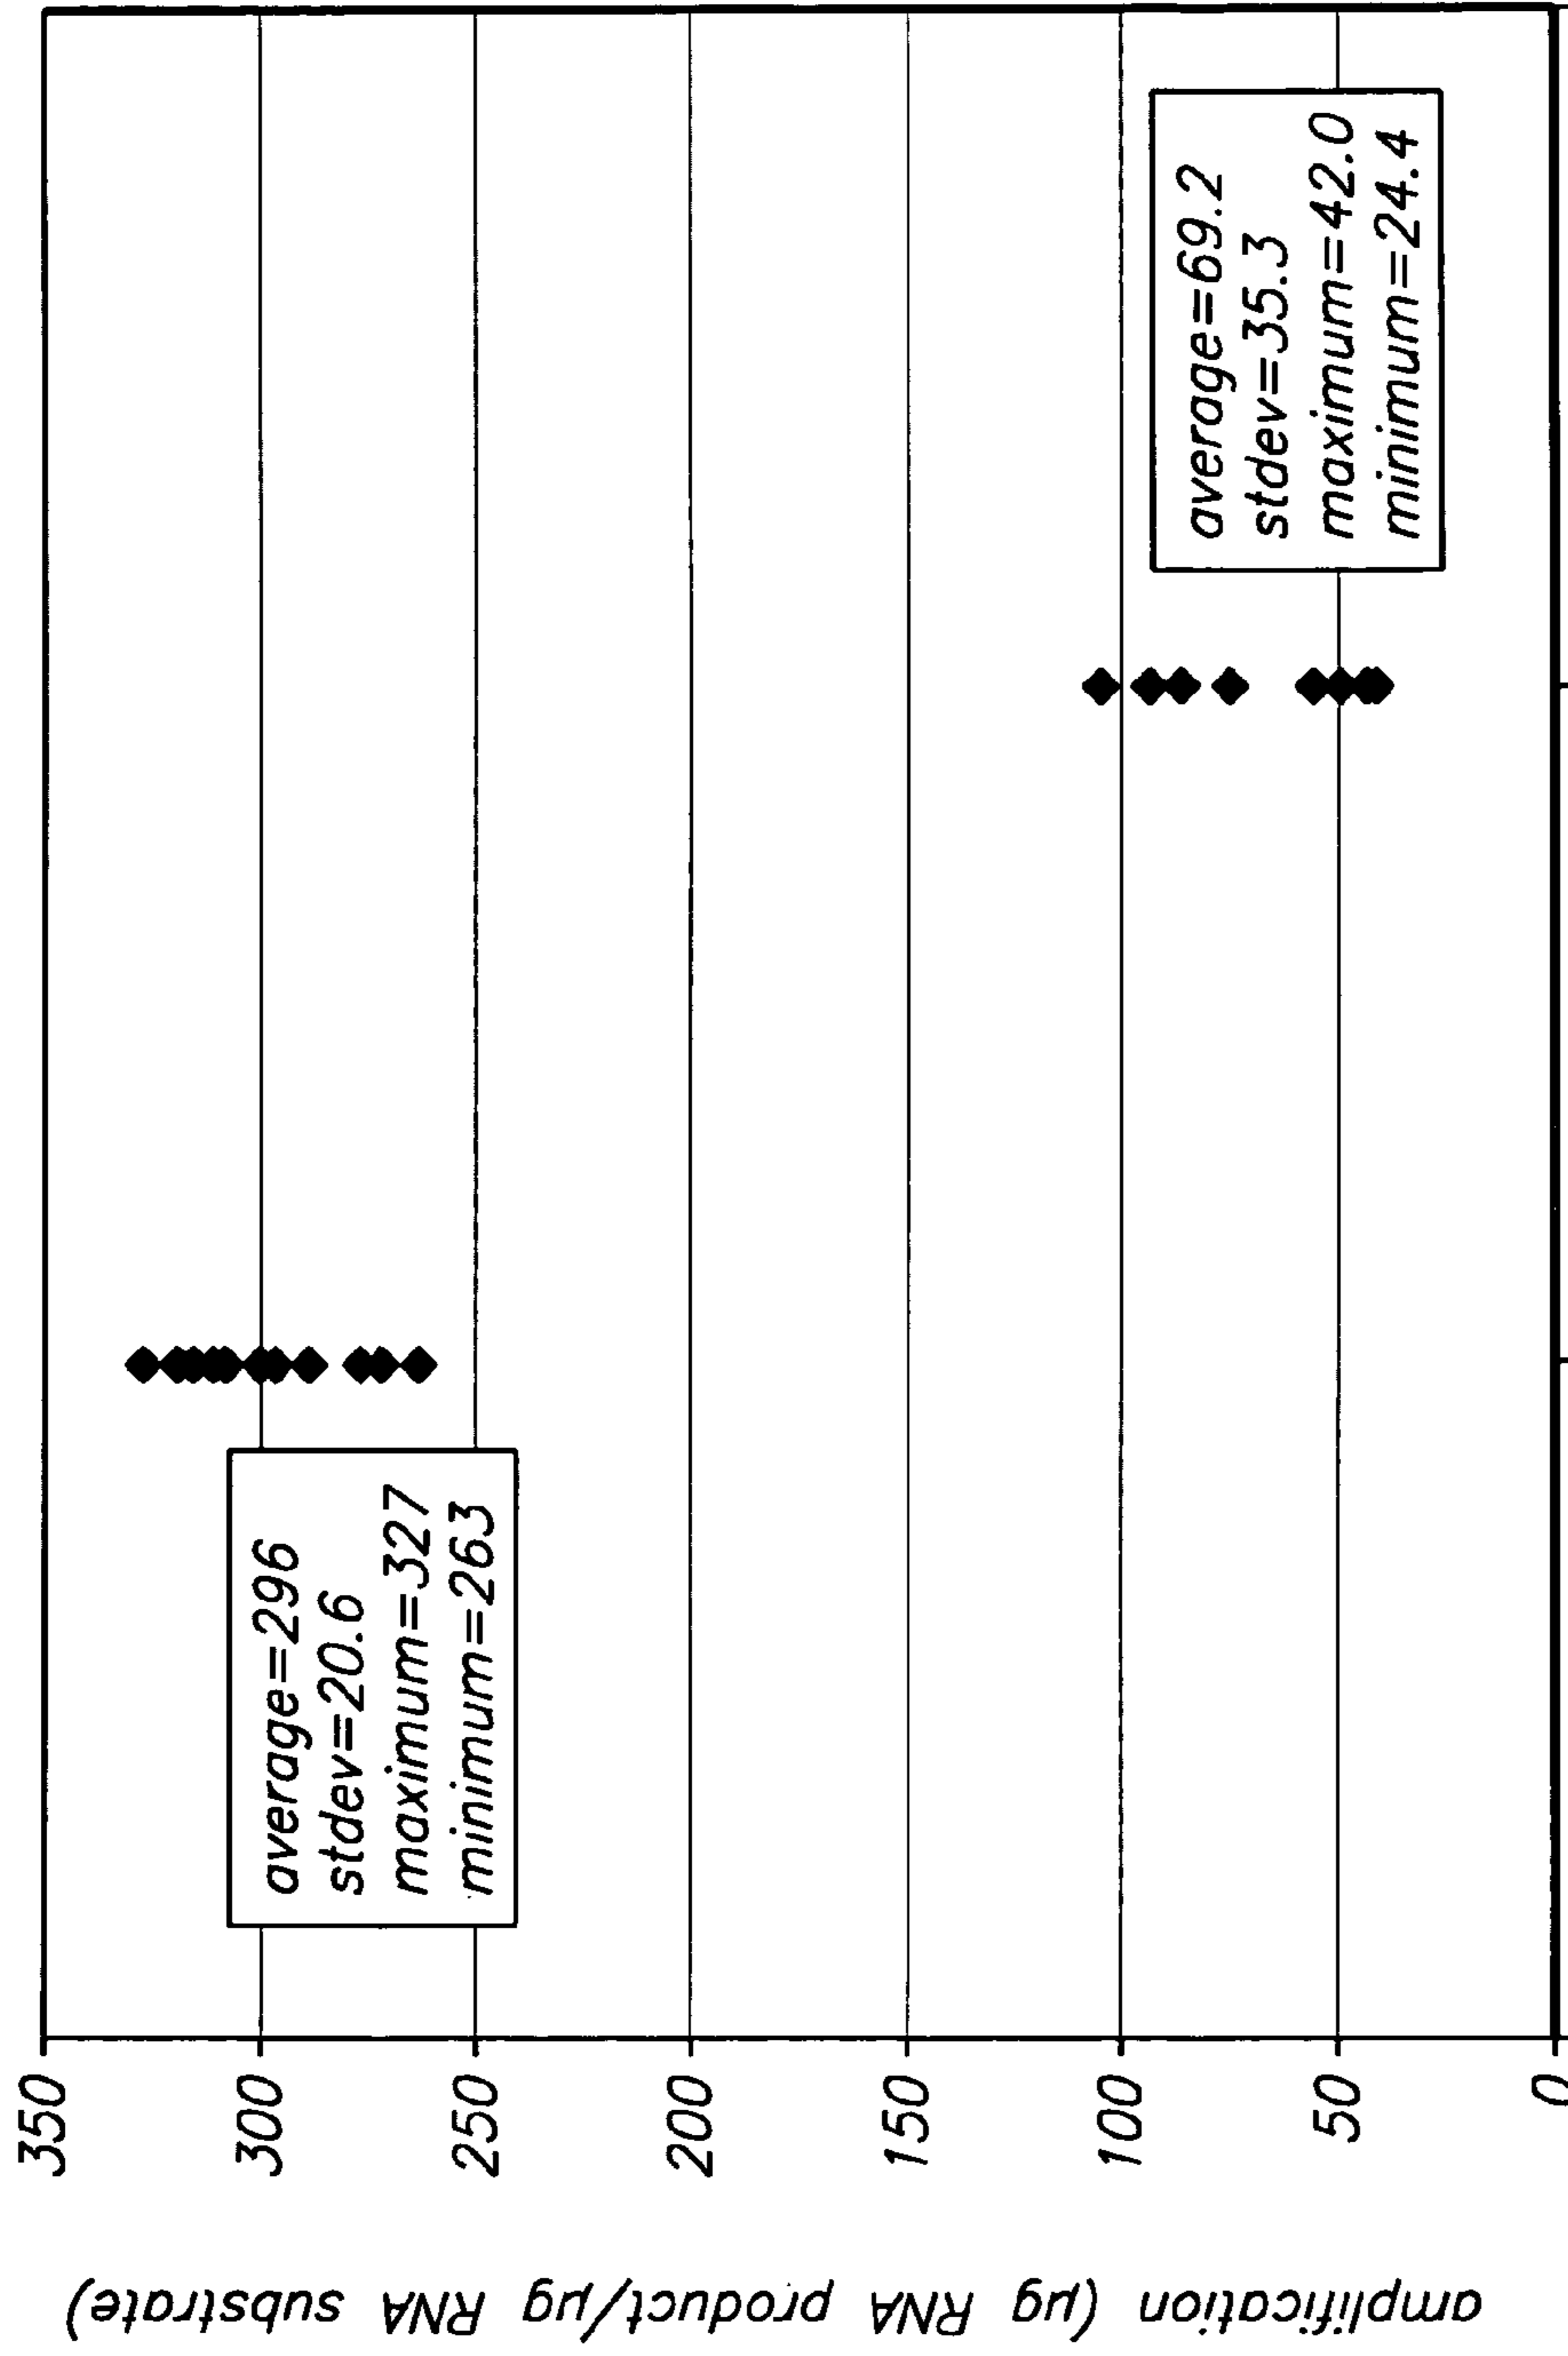 amplification (µg RNA product/µg RNA substrate)
350
300
250
200
150
100
50
0
average=296
stdev=20.6
maximum=327
minimum=263
average=69.2
stdev=35.3
maximum=42.0
minimum=24.4